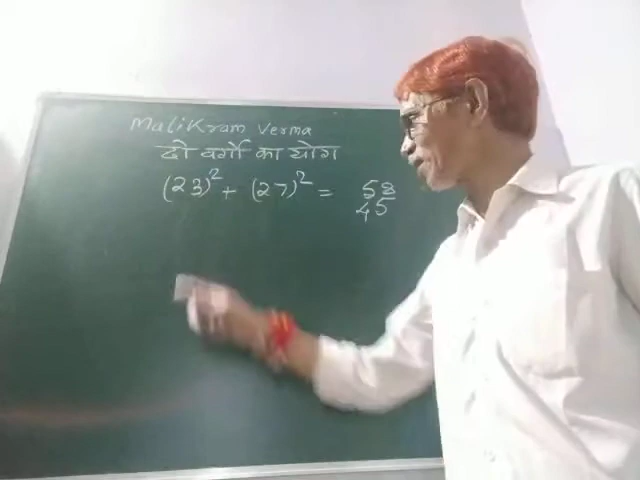 MaliKram Verma
दो वर्गो का योग
(23)² + (27)² = 58
45